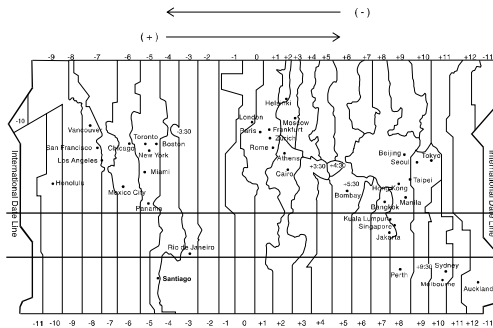 (-)
(+)
-9 -8 -7 -6 -5 -4 -3 -2 0 +1 +2 +3 +4 +5 +6 +7 +8 +9 +10 +11 +12 -11
-10
Helsinki
London Moscow
Vancouver -3:30 Paris Frankfurt
Toronto Zürich
San Francisco Chicago Boston Rome Beijing Tokyo
New York Athens Seoul
Los Angeles +3:30 +4:30
Miami Cairo Taipei
Honolulu +5:30 Hong Kong
Mexico City Bombay Manila
Panama Bangkok
Kuala Lumpur
Singapore
Jakarta
Rio de Janeiro
+9:30 Sydney
Santiago Perth Melbourne
Auckland
International Date Line
International Date Line
-11 -10 -9 -8 -7 -6 -5 -4 -3 -2 -1 0 +1 +2 +3 +4 +5 +6 +7 +8 +9 +10 +11 +12 -11